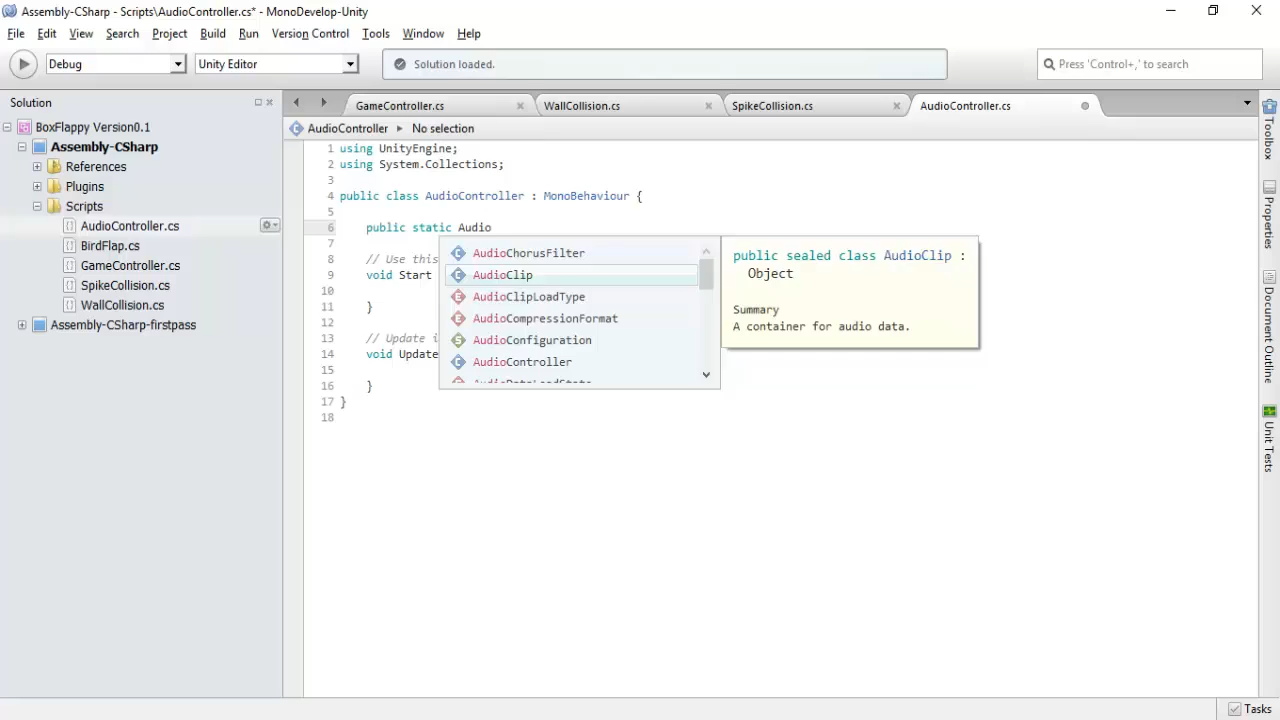 Assembly-CSharp - Scripts\AudioController.cs* - MonoDevelop-Unity
File Edit View Search Project Build Run Version Control Tools Window Help
Debug Unity Editor Solution loaded. Press 'Control+,' to search
Solution
GameController.cs WallCollision.cs SpikeCollision.cs AudioController.cs
AudioController No selection
BoxFlappy Version0.1
Assembly-CSharp
References
Plugins
Scripts
AudioController.cs
BirdFlap.cs
GameController.cs
SpikeCollision.cs
WallCollision.cs
Assembly-CSharp-firstpass
1 using UnityEngine;
2 using System.Collections;
3
4 public class AudioController : MonoBehaviour {
5
6 public static Audio
7
8 // Use this
9 void Start
10
11 }
12
13 // Update i
14 void Update
15
16 }
17 }
18
AudioChorusFilter
AudioClip
AudioClipLoadType
AudioCompressionFormat
AudioConfiguration
AudioController
AudioDataLoadState
public sealed class AudioClip :
Object
Summary
A container for audio data.
Toolbox
Properties
Document Outline
Unit Tests
Tasks